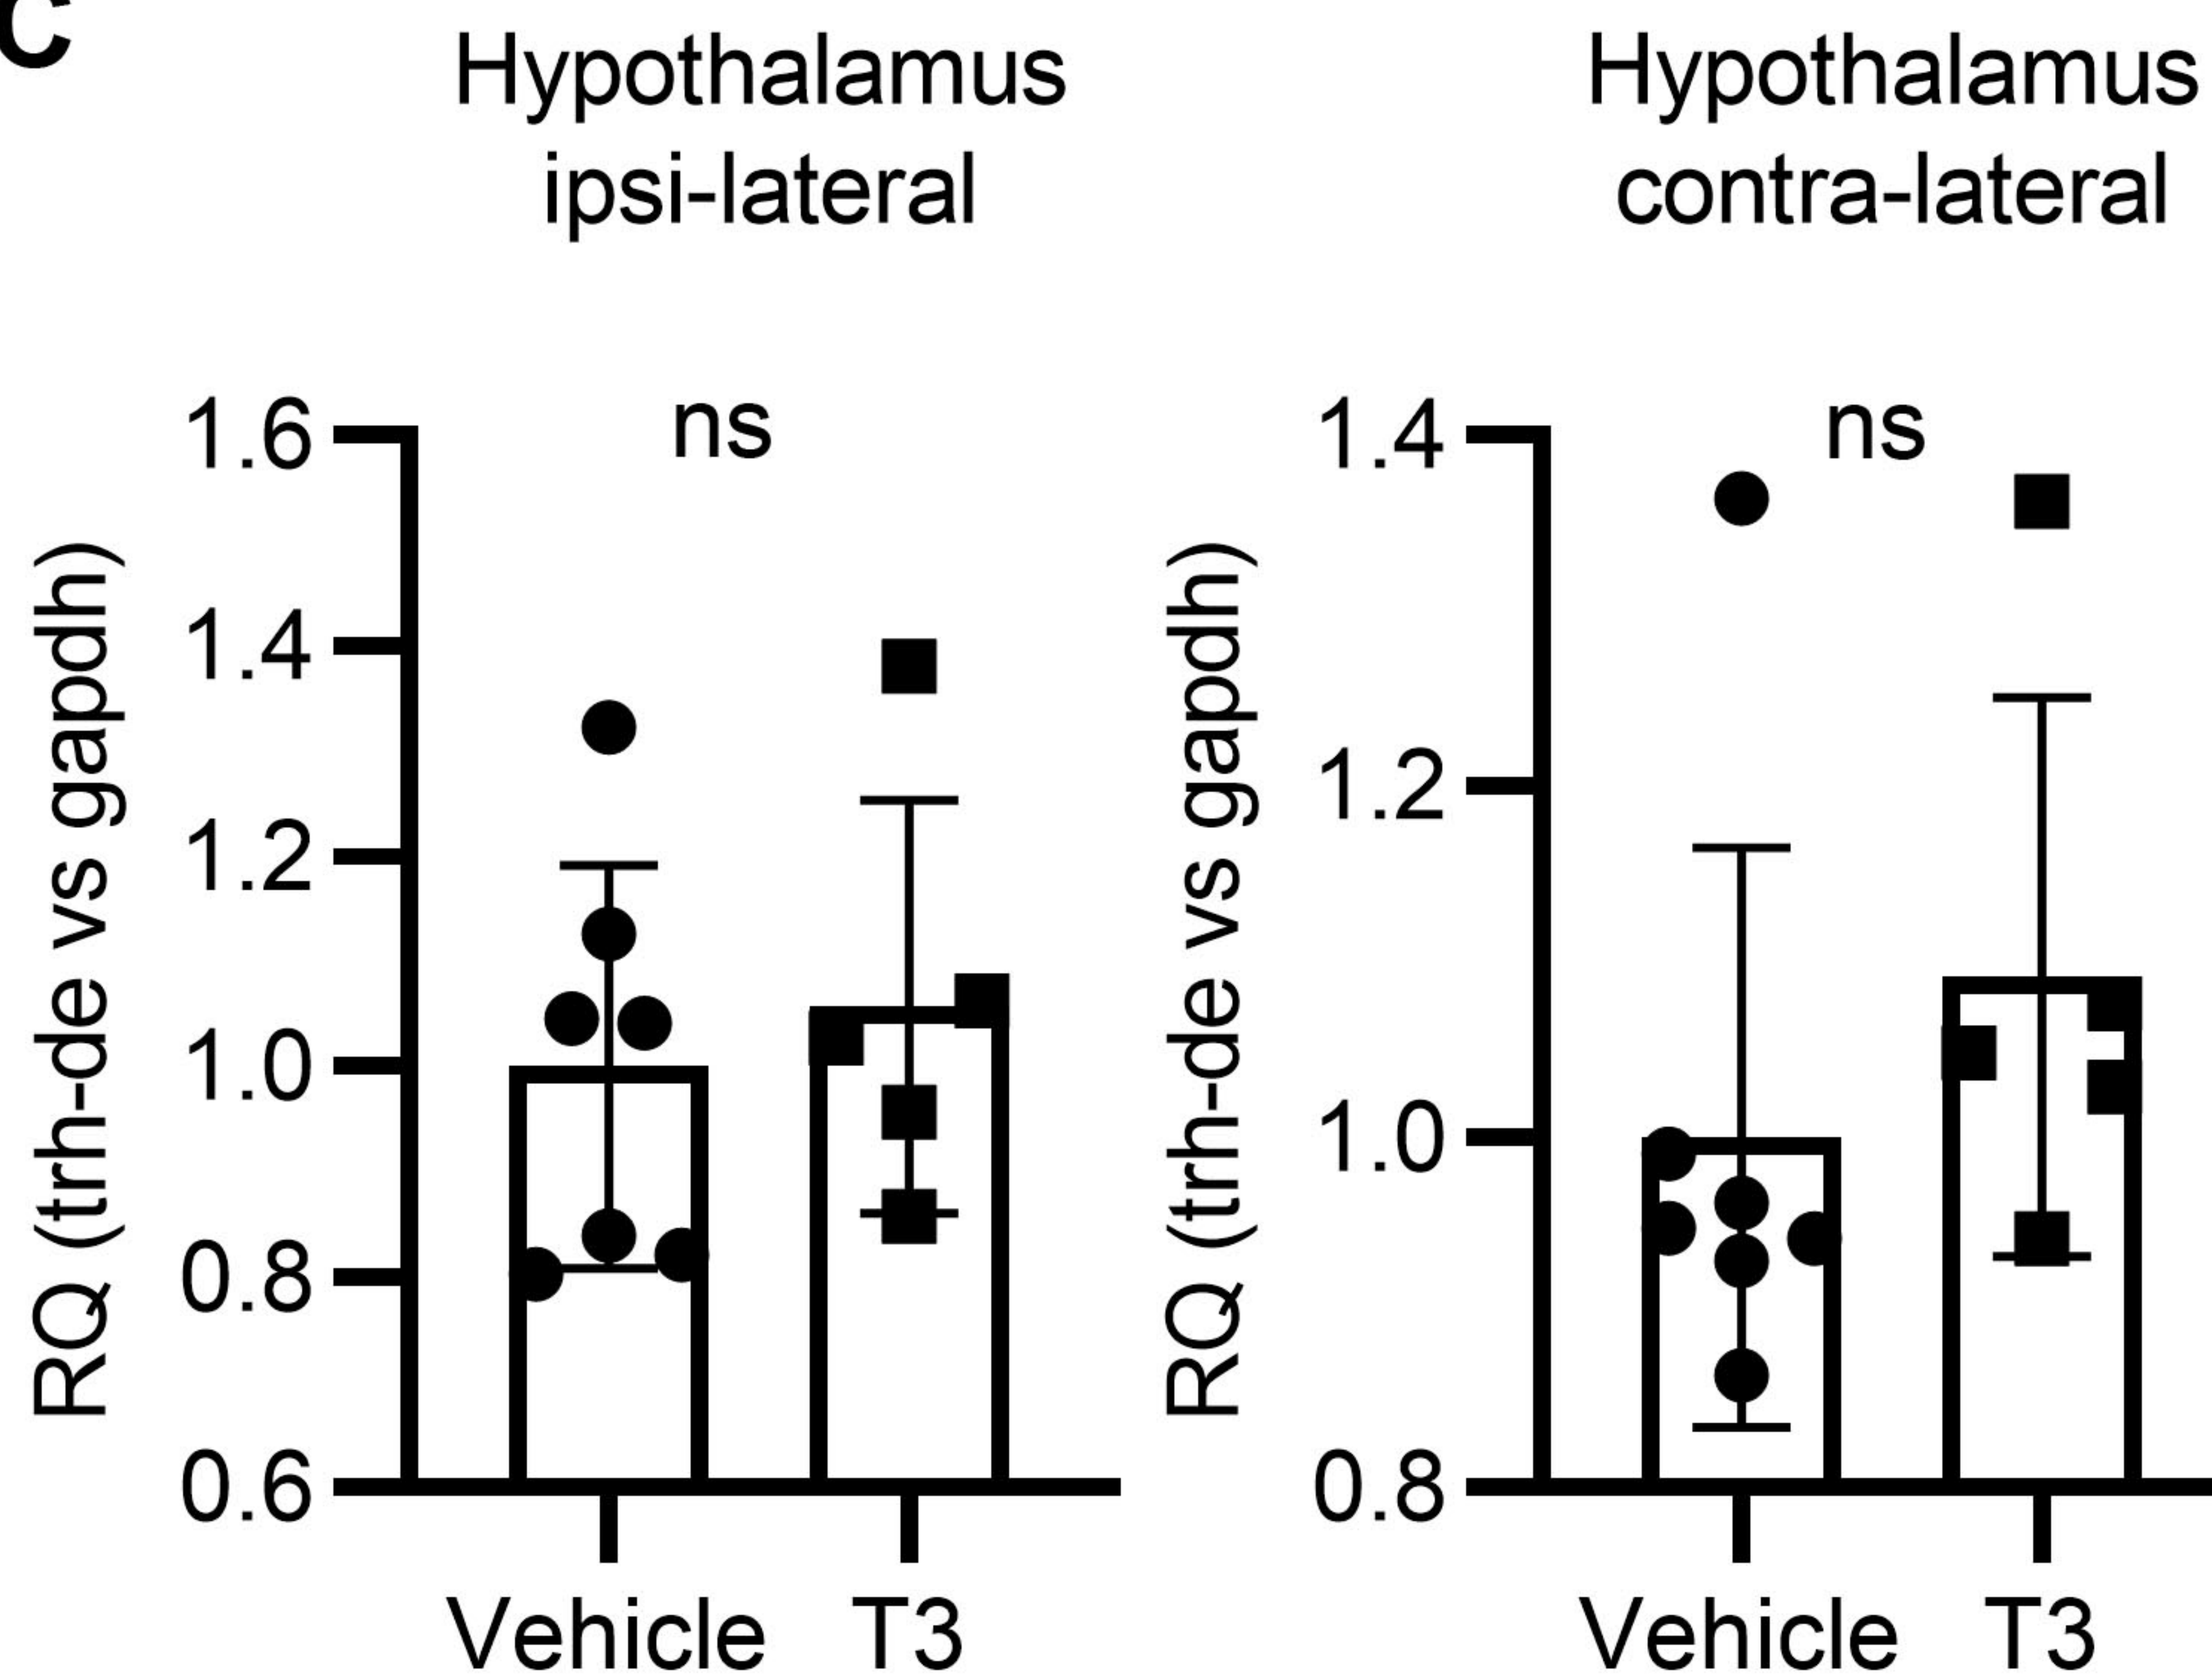 C
Hypothalamus
ipsi-lateral
ns
RQ (trh-de vs gapdh)
1.6
1.4
1.2
1.0
0.8
0.6
Vehicle T3
Hypothalamus
contra-lateral
ns
RQ (trh-de vs gapdh)
1.4
1.2
1.0
0.8
Vehicle T3